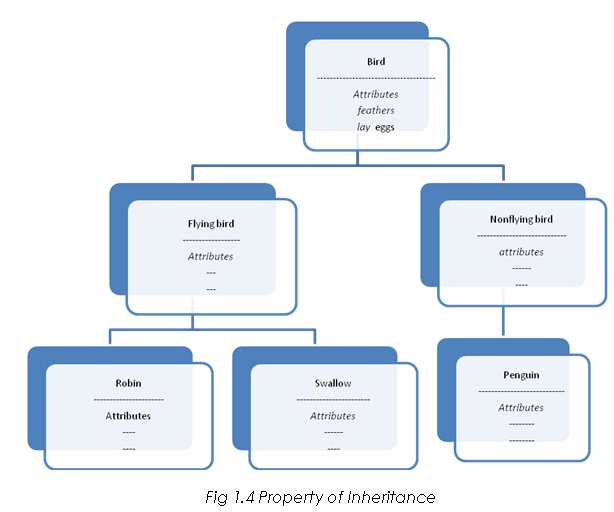 Bird
------------------------------------
Attributes
feathers
lay eggs
Flying bird
------------------
Attributes
---
---
Nonflying bird
----------------------------
attributes
------
----
Robin
------------------------------
Attributes
----
----
Swallow
-----------------------
Attributes
------
----
Penguin
---------------------------
Attributes
--------
--------
Fig 1.4 Property of Inheritance